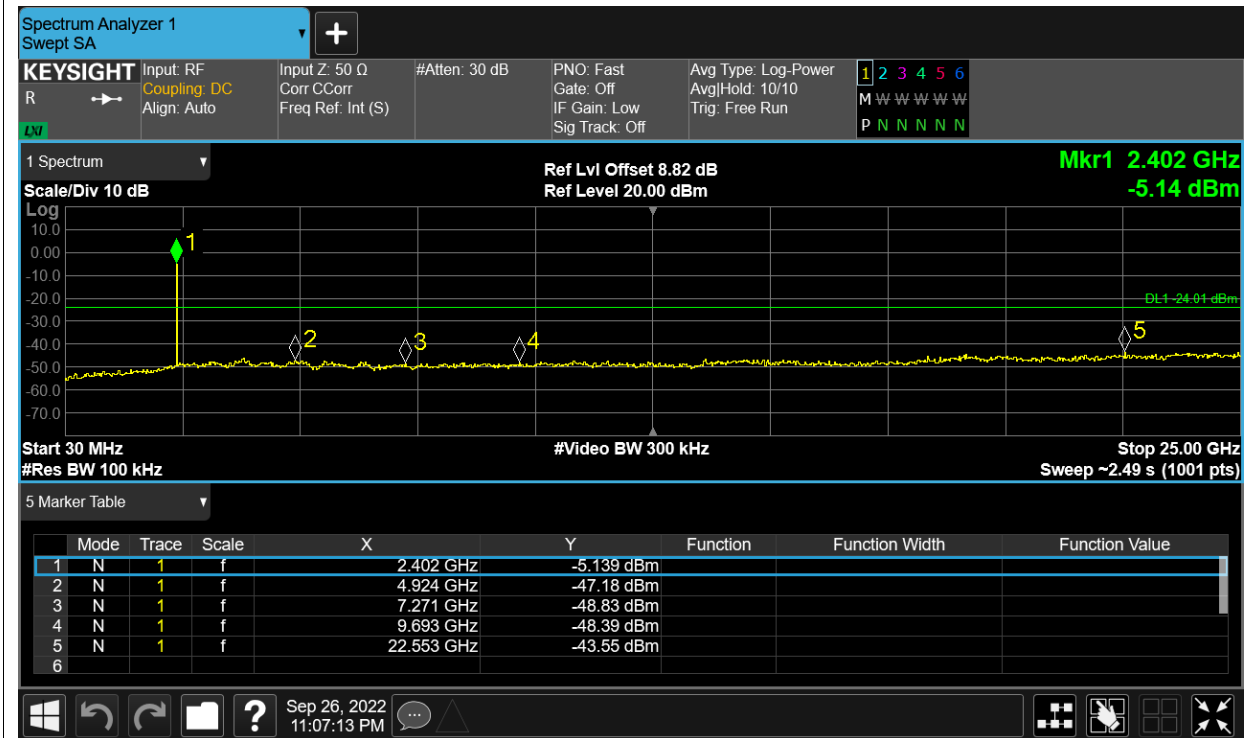 Spectrum Analyzer 1
Swept SA
KEYSIGHT
R
LXI
Input: RF
Coupling: DC
Align: Auto
Input Z: 50 Ω
Corr CCorr
Freq Ref: Int (S)
#Atten: 30 dB
PNO: Fast
Gate: Off
IF Gain: Low
Sig Track: Off
Avg Type: Log-Power
Avg|Hold: 10/10
Trig: Free Run
1 2 3 4 5 6
M W W W W W
P N N N N N
1 Spectrum
Scale/Div 10 dB
Ref Lvl Offset 8.82 dB
Ref Level 20.00 dBm
Mkr1 2.402 GHz
-5.14 dBm
Log
10.0
0.00
-10.0
-20.0
-30.0
-40.0
-50.0
-60.0
-70.0
1
2
3
4
5
DL1 -24.01 dBm
Start 30 MHz
#Video BW 300 kHz
Stop 25.00 GHz
#Res BW 100 kHz
Sweep ~2.49 s (1001 pts)
5 Marker Table
Mode Trace Scale X Y Function Function Width Function Value
1 N 1 f 2.402 GHz -5.139 dBm
2 N 1 f 4.924 GHz -47.18 dBm
3 N 1 f 7.271 GHz -48.83 dBm
4 N 1 f 9.693 GHz -48.39 dBm
5 N 1 f 22.553 GHz -43.55 dBm
6
?
Sep 26, 2022
11:07:13 PM